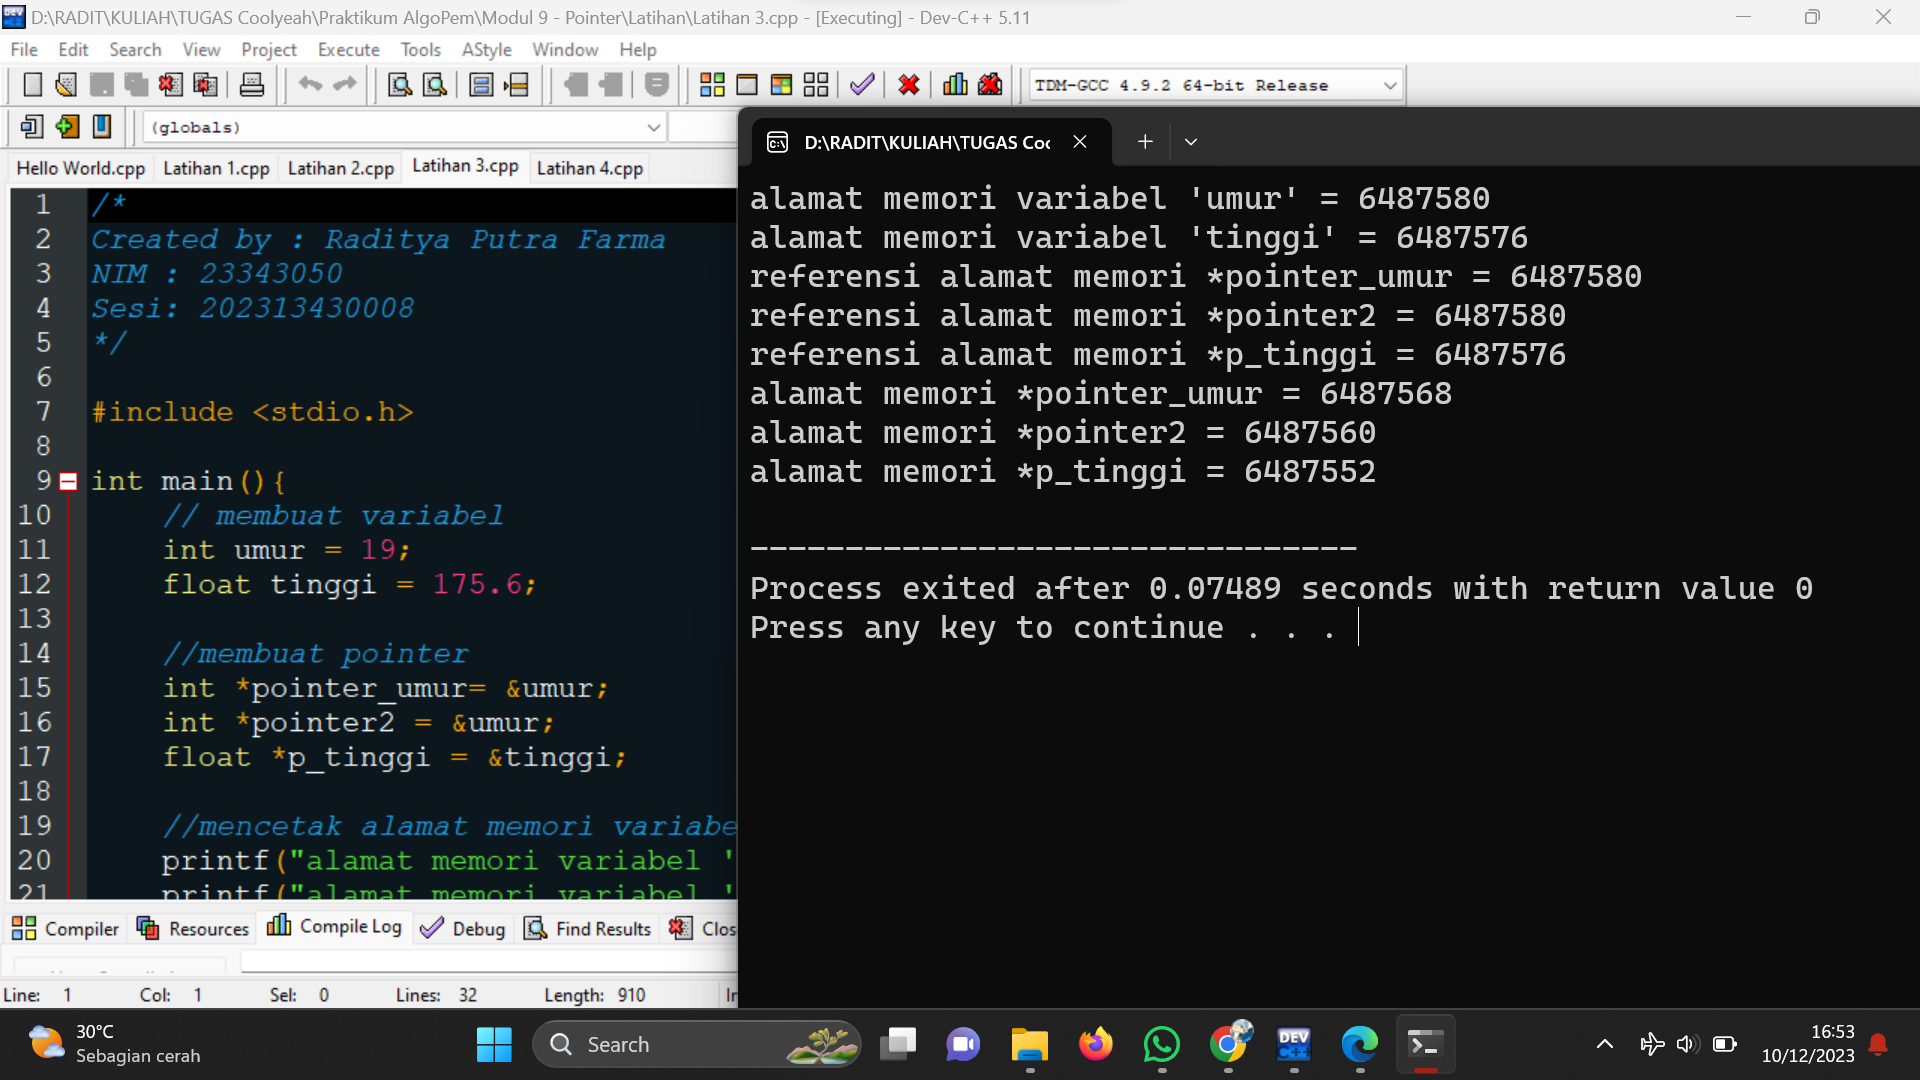 D:\RADIT\KULIAH\TUGAS Coolyeah\Praktikum AlgoPem\Modul 9 - Pointer\Latihan\Latihan 3.cpp - [Executing] - Dev-C++ 5.11
File Edit Search View Project Execute Tools AStyle Window Help
TDM-GCC 4.9.2 64-bit Release
(globals)
Hello World.cpp Latihan 1.cpp Latihan 2.cpp Latihan 3.cpp Latihan 4.cpp
1 /*
2 Created by : Raditya Putra Farma
3 NIM : 23343050
4 Sesi: 202313430008
5 */
6
7 #include <stdio.h>
8
9 int main(){
10 // membuat variabel
11 int umur = 19;
12 float tinggi = 175.6;
13
14 //membuat pointer
15 int *pointer_umur= &umur;
16 int *pointer2 = &umur;
17 float *p_tinggi = &tinggi;
18
19 //mencetak alamat memori variabe
20 printf("alamat memori variabel '
21 printf("alamat memori variabel '
D:\RADIT\KULIAH\TUGAS Coo
alamat memori variabel 'umur' = 6487580
alamat memori variabel 'tinggi' = 6487576
referensi alamat memori *pointer_umur = 6487580
referensi alamat memori *pointer2 = 6487580
referensi alamat memori *p_tinggi = 6487576
alamat memori *pointer_umur = 6487568
alamat memori *pointer2 = 6487560
alamat memori *p_tinggi = 6487552
--------------------------------
Process exited after 0.07489 seconds with return value 0
Press any key to continue . . .
Compiler Resources Compile Log Debug Find Results Clos
Line: 1 Col: 1 Sel: 0 Lines: 32 Length: 910 In
30°C
Sebagian cerah
Search
DEV
C++
16:53
10/12/2023